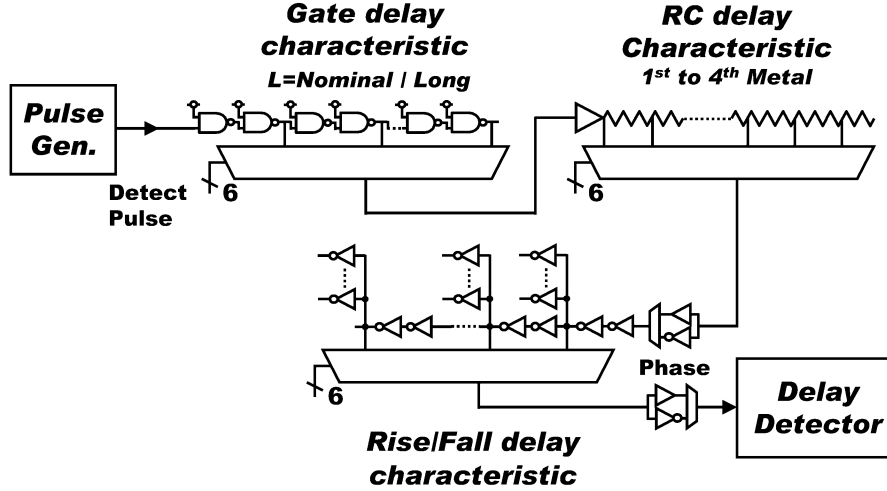 Gate delay
characteristic
L=Nominal / Long
RC delay
Characteristic
1st to 4th Metal
Pulse
Gen.
Detect
Pulse
6
6
6
Phase
Delay
Detector
Rise/Fall delay
characteristic